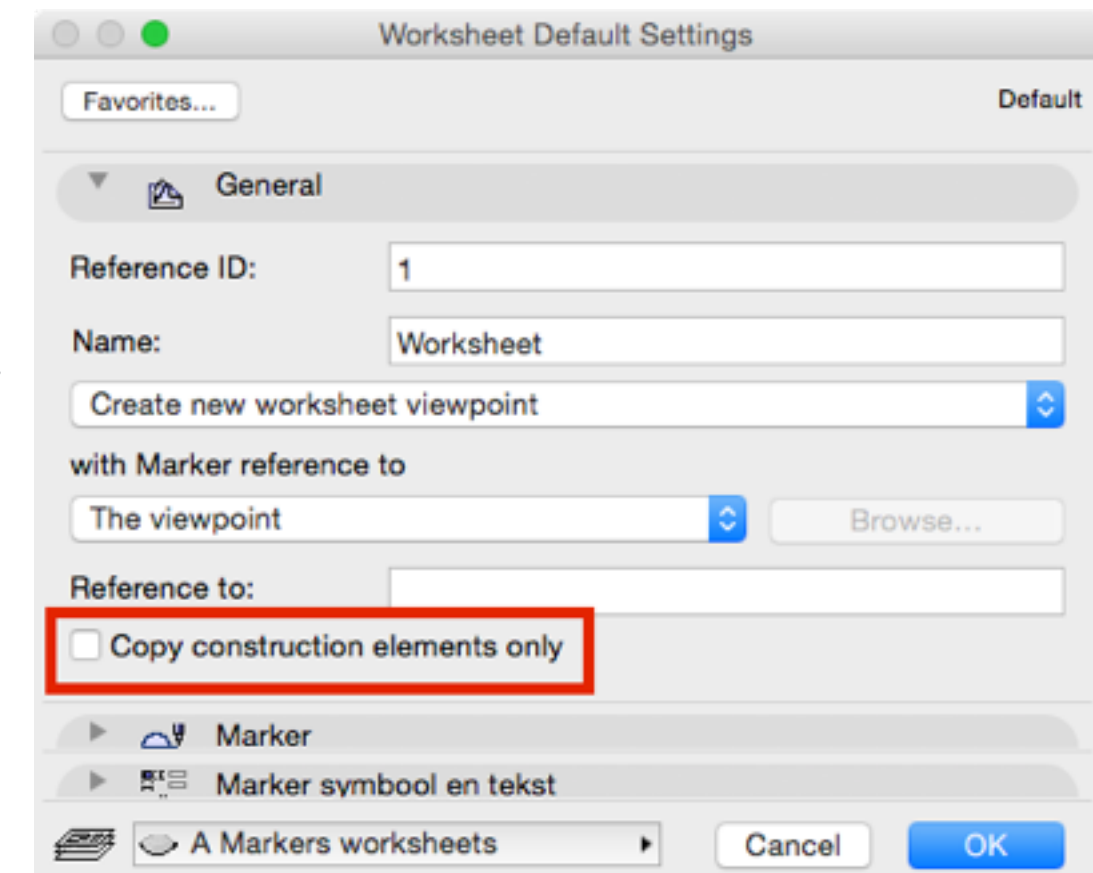 Worksheet Default Settings
Favorites...
Default
General
Reference ID:
1
Name:
Worksheet
Create new worksheet viewpoint
with Marker reference to
The viewpoint
Browse...
Reference to:
Copy construction elements only
Marker
Marker symbool en tekst
A Markers worksheets
Cancel
OK